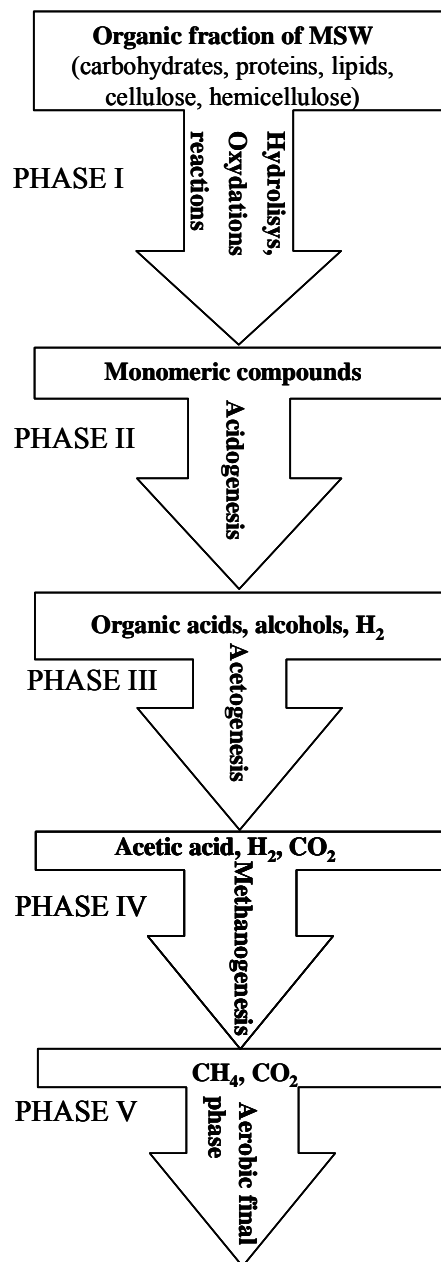 Organic fraction of MSW
(carbohydrates, proteins, lipids,
cellulose, hemicellulose)
PHASE I
Hydrolisys,
Oxydations
reactions
Monomeric compounds
PHASE II
Acidogenesis
Organic acids, alcohols, H₂
PHASE III
Acetogenesis
Acetic acid, H₂, CO₂
PHASE IV
Methanogenesis
CH₄, CO₂
PHASE V
Aerobic final
phase